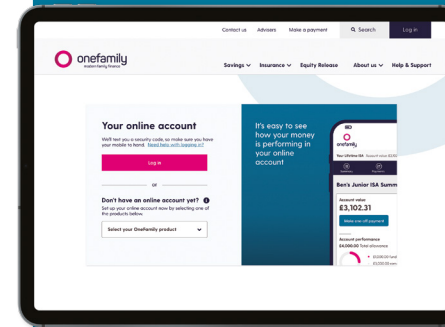 Contact us Advisers Make a payment Search Log in
onefamily
modern family finance
Savings Insurance Equity Release About us Help & Support
Your online account
We'll text you a security code, so make sure you have
your mobile to hand. Need help with logging in?
Log in
or
Don't have an online account yet?
Set up your online account now by selecting one of
the products below.
Select your OneFamily product
It's easy to see
how your money
is performing in
your online
account
onefamily
Your Lifetime ISA
Ben's Junior ISA Summ
Account value
£3,102.31
Make one-off payment
Account performance
£4,000.00 Total allowance